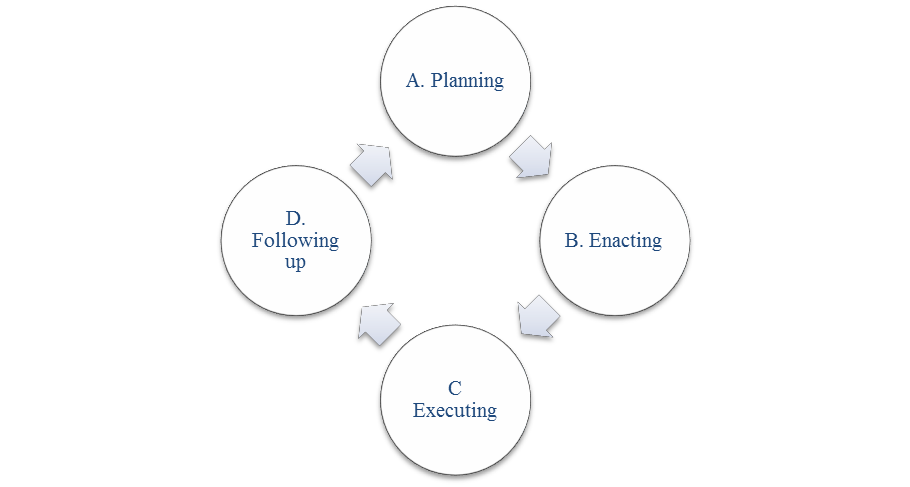 A. Planning
B. Enacting
C
Executing
D.
Following
up